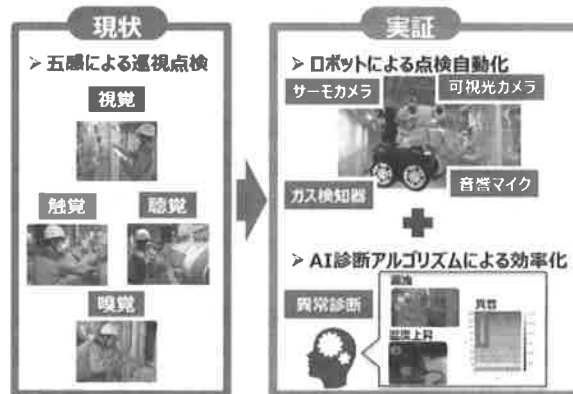 現状
➢ 五感による巡視点検
視覚
触覚
聴覚
嗅覚
実証
➢ ロボットによる点検自動化
サーモカメラ
可視光カメラ
ガス検知器
音響マイク
➢ AI診断アルゴリズムによる効率化
異常診断
漏洩
異音
温度上昇